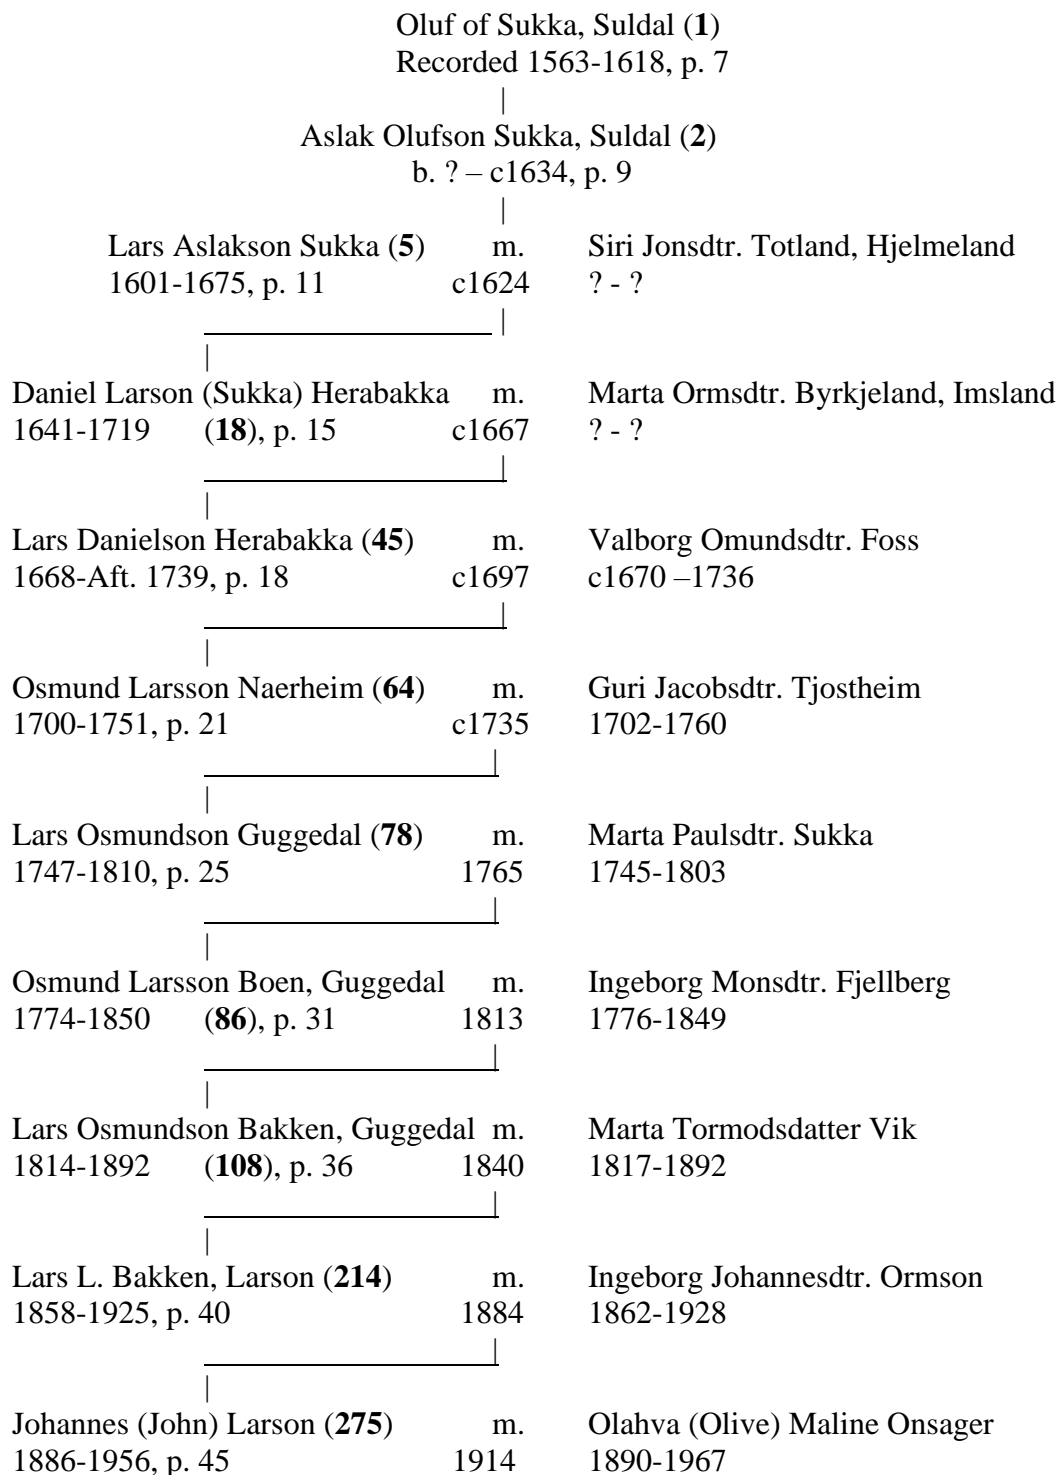 Oluf of Sukka, Suldal (1)
Recorded 1563-1618, p. 7
Aslak Olufson Sukka, Suldal (2)
b. ? – c1634, p. 9
Lars Aslakson Sukka (5) m. Siri Jonsdtr. Totland, Hjelmeland
1601-1675, p. 11 c1624 ? - ?
Daniel Larson (Sukka) Herabakka m. Marta Ormsdtr. Byrkjeland, Imsland
1641-1719 (18), p. 15 c1667 ? - ?
Lars Danielson Herabakka (45) m. Valborg Omundsdtr. Foss
1668-Aft. 1739, p. 18 c1697 c1670 –1736
Osmund Larsson Naerheim (64) m. Guri Jacobsdtr. Tjostheim
1700-1751, p. 21 c1735 1702-1760
Lars Osmundson Guggedal (78) m. Marta Paulsdtr. Sukka
1747-1810, p. 25 1765 1745-1803
Osmund Larsson Boen, Guggedal m. Ingeborg Monsdtr. Fjellberg
1774-1850 (86), p. 31 1813 1776-1849
Lars Osmundson Bakken, Guggedal m. Marta Tormodsdatter Vik
1814-1892 (108), p. 36 1840 1817-1892
Lars L. Bakken, Larson (214) m. Ingeborg Johannesdtr. Ormson
1858-1925, p. 40 1884 1862-1928
Johannes (John) Larson (275) m. Olahva (Olive) Maline Onsager
1886-1956, p. 45 1914 1890-1967